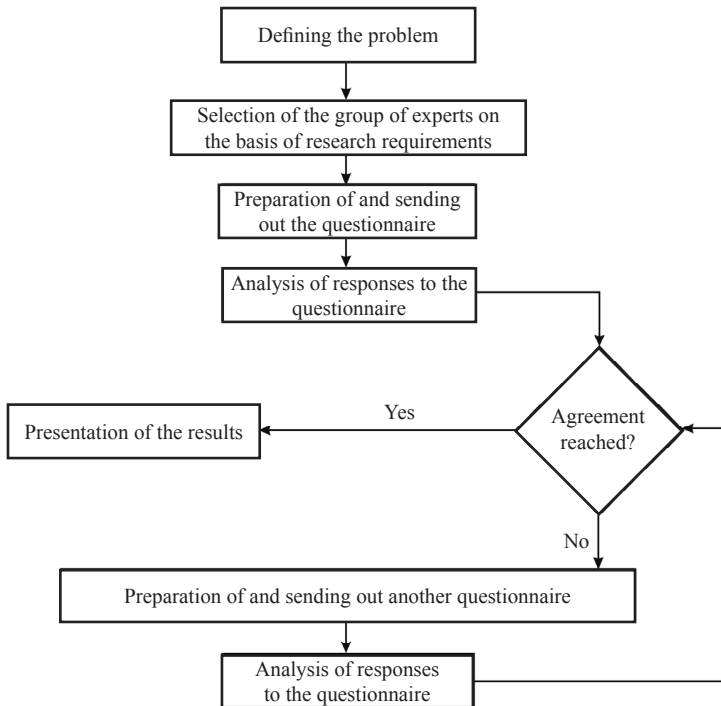 Defining the problem
Selection of the group of experts on
the basis of research requirements
Preparation of and sending
out the questionnaire
Analysis of responses to the
questionnaire
Agreement
reached?
Yes
Presentation of the results
No
Preparation of and sending out another questionnaire
Analysis of responses
to the questionnaire